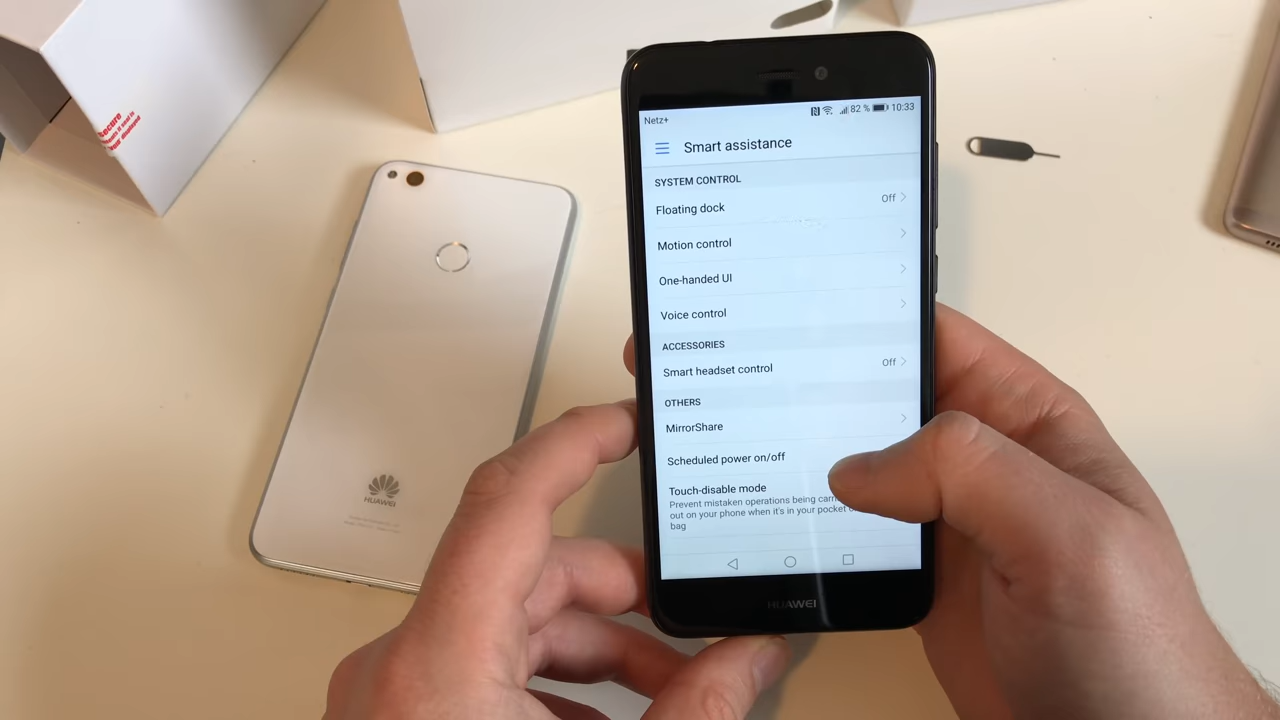 Netz+
82 %
10:33
Smart assistance
SYSTEM CONTROL
Floating dock
Off
Motion control
One-handed UI
Voice control
ACCESSORIES
Smart headset control
Off
OTHERS
MirrorShare
Scheduled power on/off
Touch-disable mode
Prevent mistaken operations being
out on your phone when it's in your pocket
bag
HUAWEI
HUAWEI